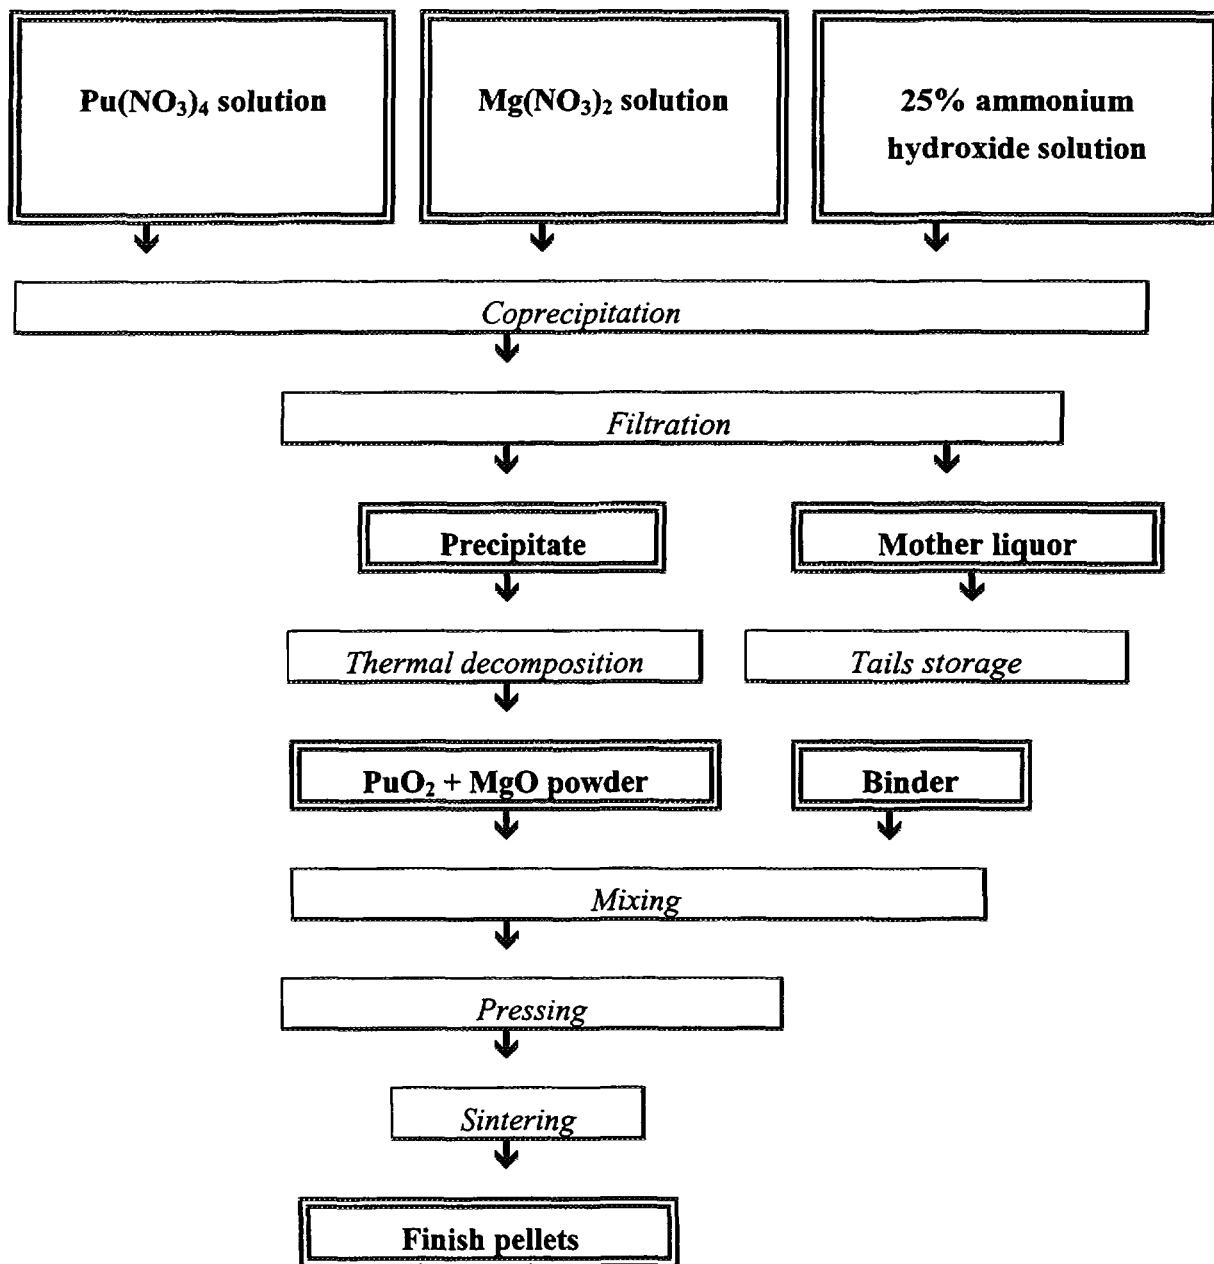 Pu(NO₃)₄ solution
Mg(NO₃)₂ solution
25% ammonium
hydroxide solution
Coprecipitation
Filtration
Precipitate
Mother liquor
Thermal decomposition
Tails storage
PuO₂ + MgO powder
Binder
Mixing
Pressing
Sintering
Finish pellets